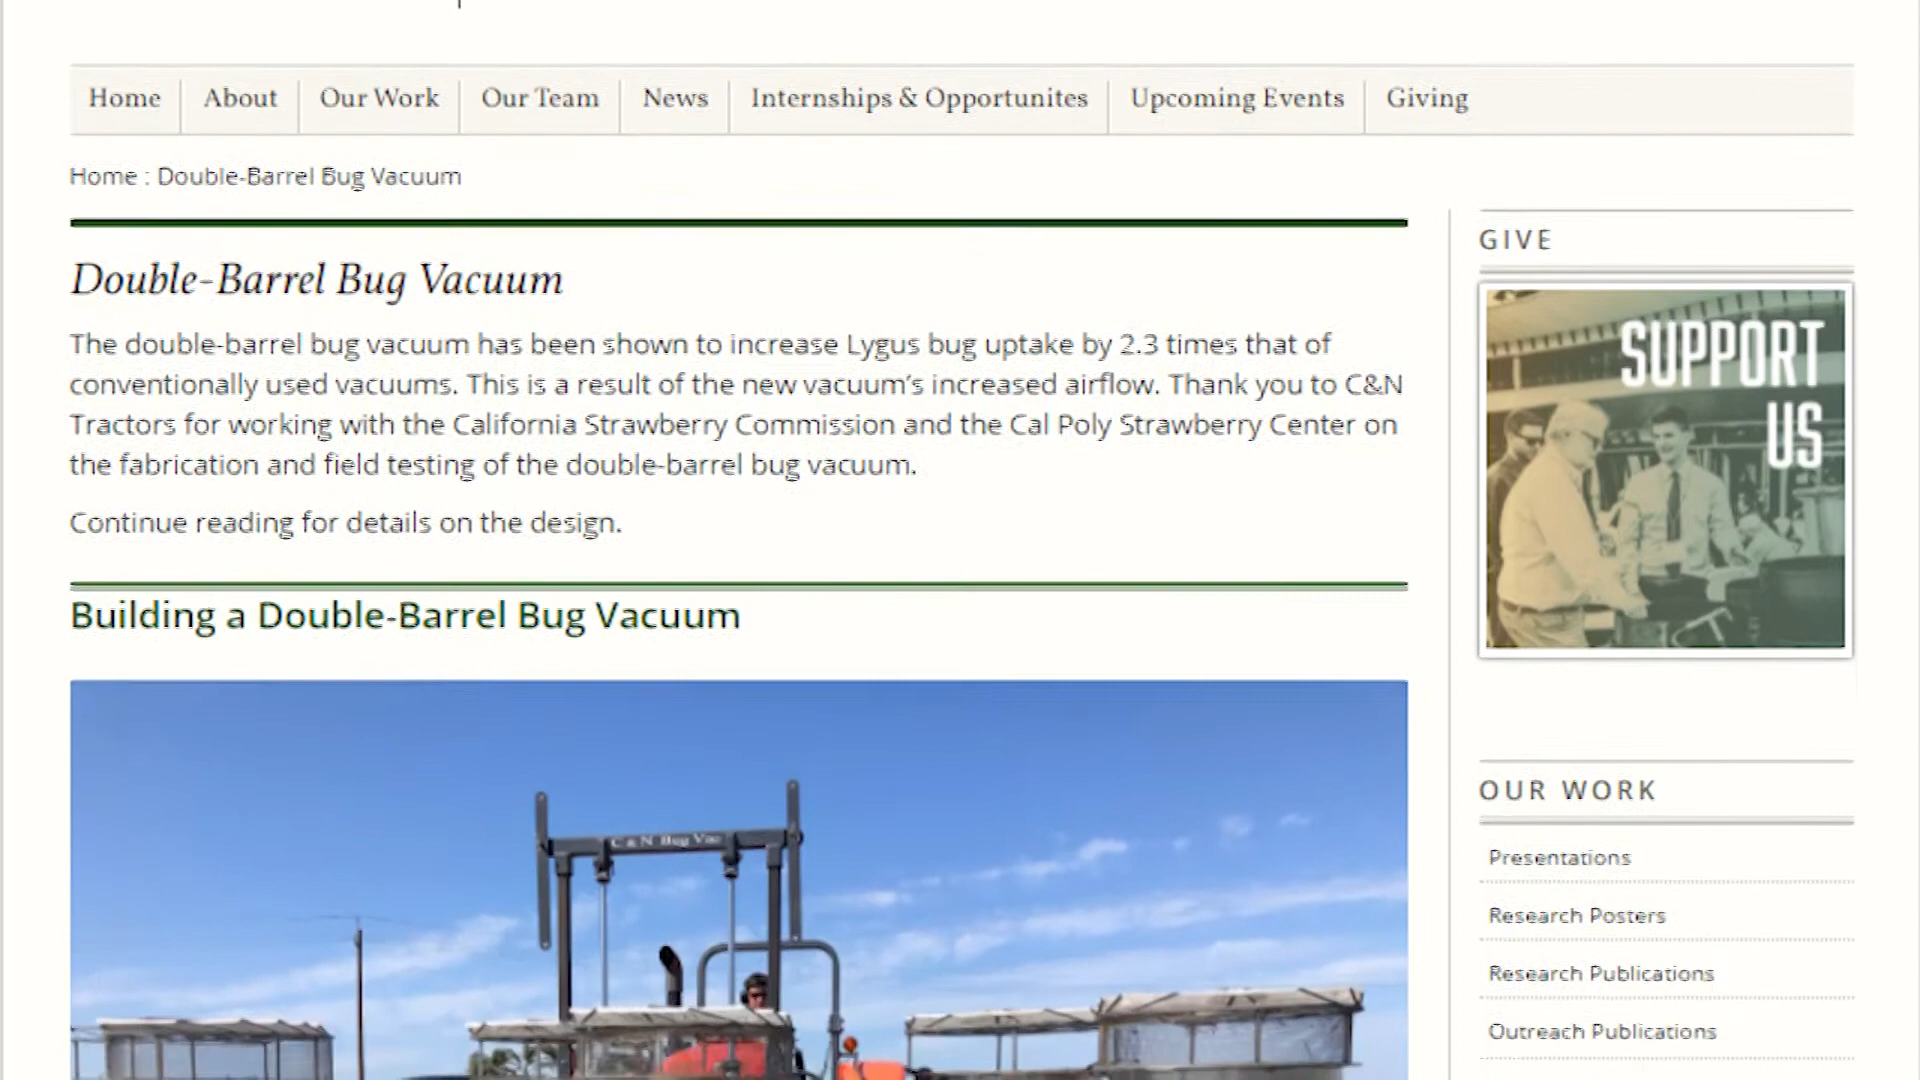 Home About Our Work Our Team News Internships & Opportunites Upcoming Events Giving
Home : Double-Barrel Bug Vacuum
Double-Barrel Bug Vacuum
The double-barrel bug vacuum has been shown to increase Lygus bug uptake by 2.3 times that of
conventionally used vacuums. This is a result of the new vacuum's increased airflow. Thank you to C&N
Tractors for working with the California Strawberry Commission and the Cal Poly Strawberry Center on
the fabrication and field testing of the double-barrel bug vacuum.
Continue reading for details on the design.
Building a Double-Barrel Bug Vacuum
C & N Bug Vac
GIVE
SUPPORT
US
OUR WORK
Presentations
Research Posters
Research Publications
Outreach Publications